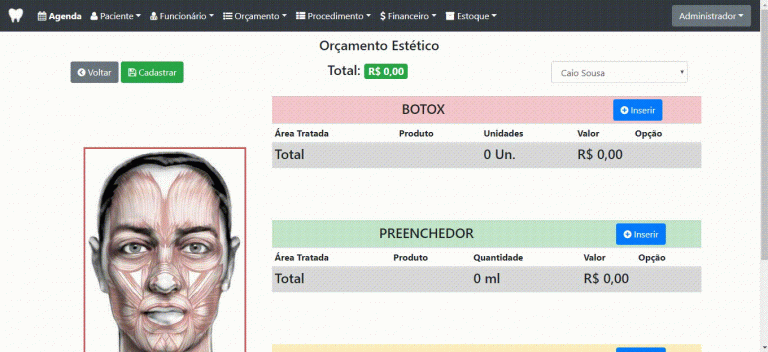 Agenda Paciente Funcionário Orçamento Procedimento Financeiro Estoque Administrador
Orçamento Estético
Voltar Cadastrar Total: R$ 0,00 Caio Sousa
BOTOX Inserir
Área Tratada Produto Unidades Valor Opção
Total 0 Un. R$ 0,00
PREENCHEDOR Inserir
Área Tratada Produto Quantidade Valor Opção
Total 0 ml R$ 0,00